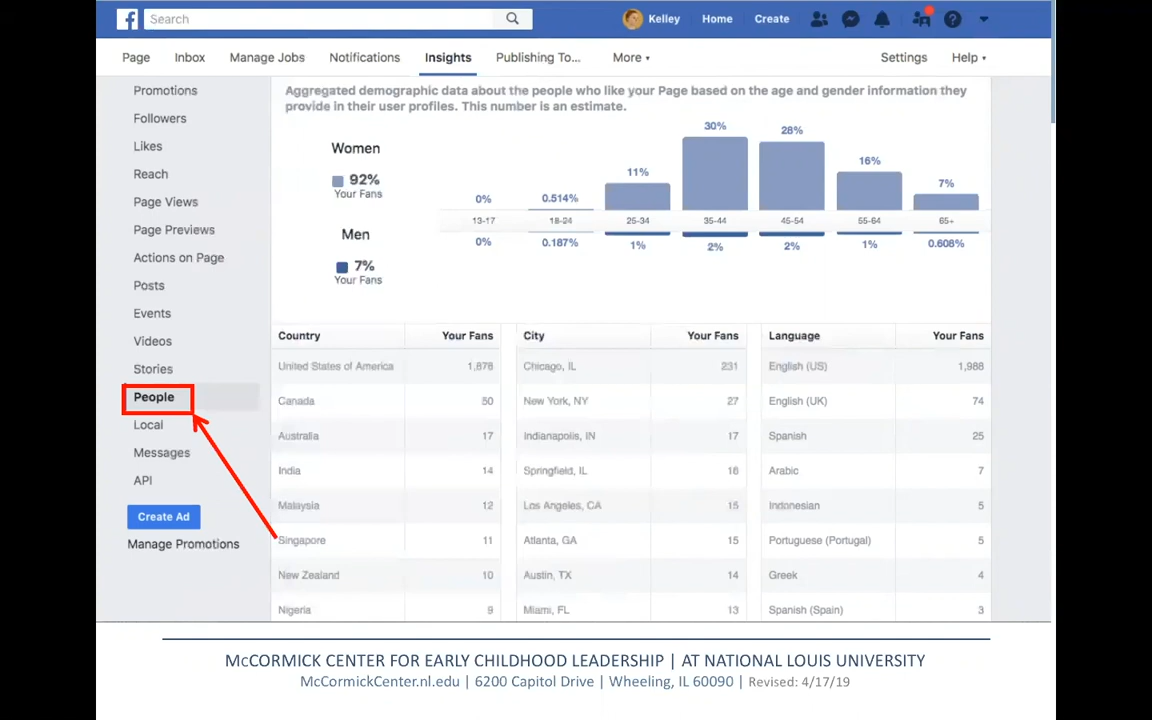 Search
Kelley
Home
Create
Page
Inbox
Manage Jobs
Notifications
Insights
Publishing To...
More
Settings
Help
Promotions
Followers
Likes
Reach
Page Views
Page Previews
Actions on Page
Posts
Events
Videos
Stories
People
Local
Messages
API
Create Ad
Manage Promotions
Aggregated demographic data about the people who like your Page based on the age and gender information they
provide in their user profiles. This number is an estimate.
Women
92%
Your Fans
Men
7%
Your Fans
0% 0.514% 11% 30% 28% 16% 7%
13-17 18-24 25-34 35-44 45-54 55-64 65+
0% 0.187% 1% 2% 2% 1% 0.608%
Country Your Fans
United States of America 1,876
Canada 50
Australia 17
India 14
Malaysia 12
Singapore 11
New Zealand 10
Nigeria 9
City Your Fans
Chicago, IL 231
New York, NY 27
Indianapolis, IN 17
Springfield, IL 16
Los Angeles, CA 15
Atlanta, GA 15
Austin, TX 14
Miami, FL 13
Language Your Fans
English (US) 1,988
English (UK) 74
Spanish 25
Arabic 7
Indonesian 5
Portuguese (Portugal) 5
Greek 4
Spanish (Spain) 3
McCORMICK CENTER FOR EARLY CHILDHOOD LEADERSHIP | AT NATIONAL LOUIS UNIVERSITY
McCormickCenter.nl.edu | 6200 Capitol Drive | Wheeling, IL 60090 | Revised: 4/17/19